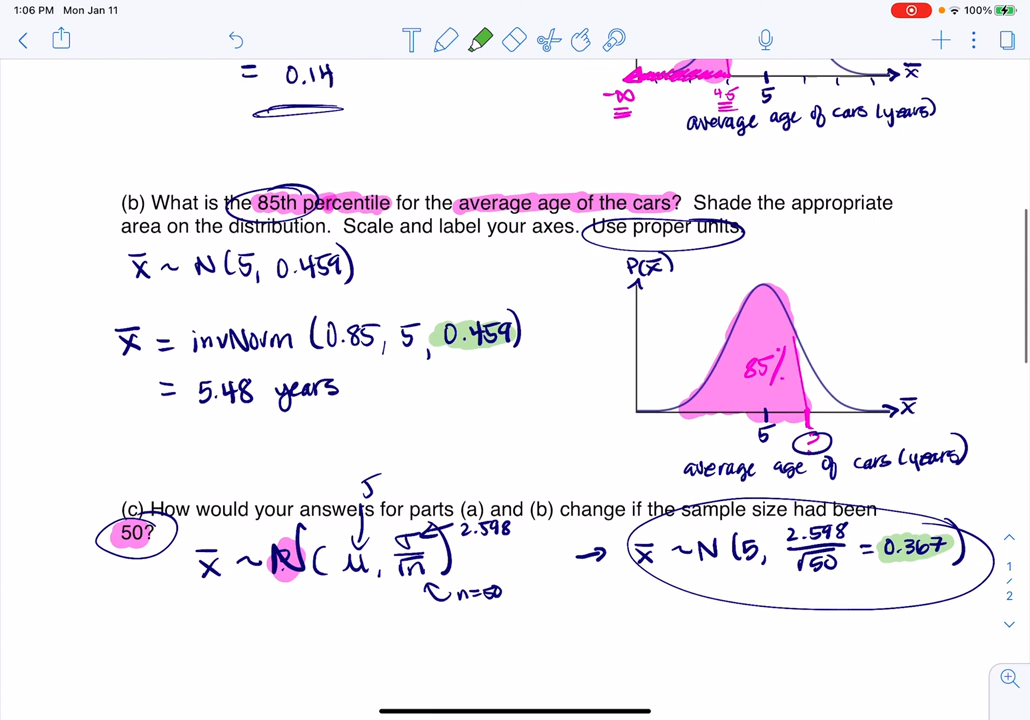 1:06 PM Mon Jan 11
100%
T
= 0.14
-∞
4.5
5
x̄
average age of cars (years)
(b) What is the 85th percentile for the average age of the cars? Shade the appropriate
area on the distribution. Scale and label your axes. Use proper units.
x̄ ~ N(5, 0.459)
P(x̄)
x̄ = invNorm (0.85, 5, 0.459)
= 5.48 years
85%
x̄
5
?
average age of cars (years)
(c) How would your answers for parts (a) and (b) change if the sample size had been
50?
5
x̄ ~ N( μ, σ/√n ) 2.598
n=50
→ x̄ ~ N (5, 2.598/√50 = 0.367)
1
/
2